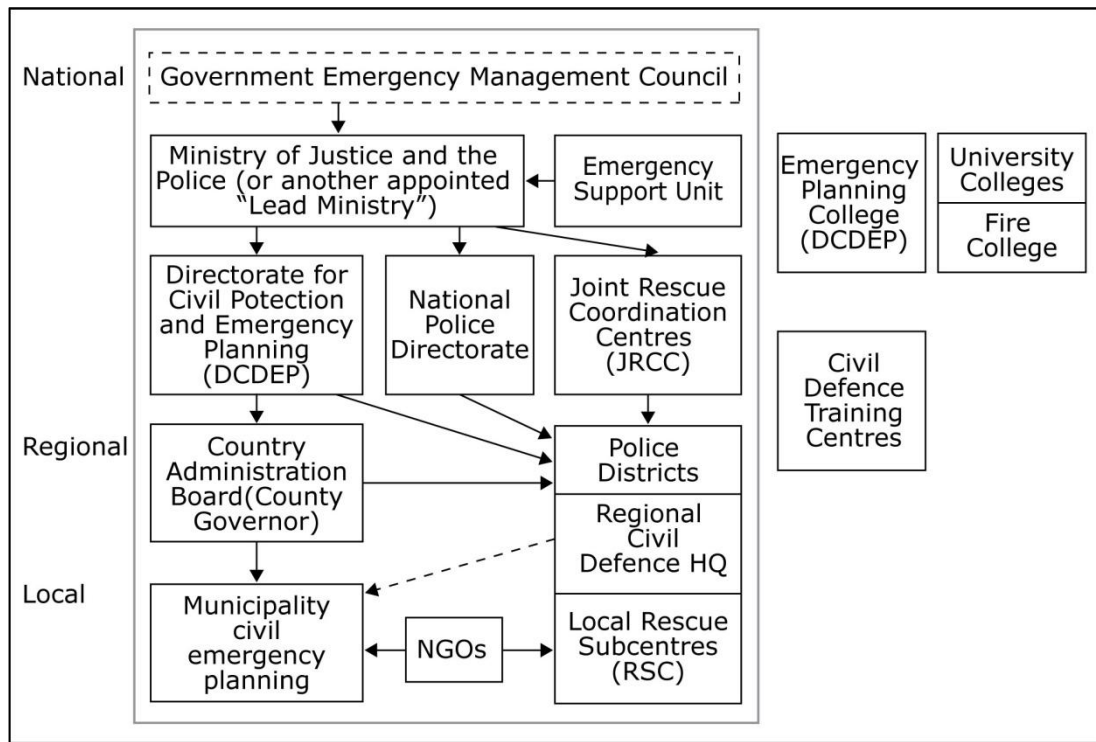 National
Government Emergency Management Council
Ministry of Justice and the
Police (or another appointed
“Lead Ministry”)
Emergency
Support Unit
Emergency
Planning
College
(DCDEP)
University
Colleges
Fire
College
Directorate for
Civil Potection
and Emergency
Planning
(DCDEP)
National
Police
Directorate
Joint Rescue
Coordination
Centres
(JRCC)
Civil
Defence
Training
Centres
Regional
Country
Administration
Board(County
Governor)
Police
Districts
Regional
Civil
Defence HQ
Local
Municipality
civil
emergency
planning
NGOs
Local Rescue
Subcentres
(RSC)